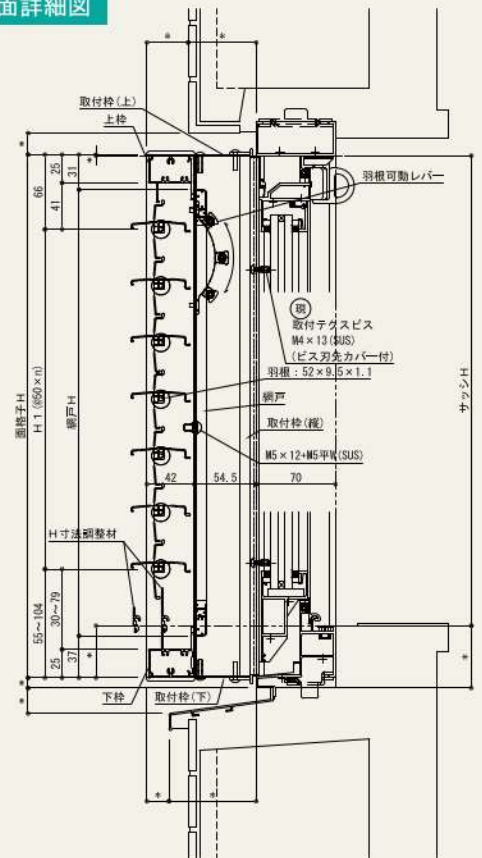 面詳細図
*
*
取付枠(上)
上枠
*
*
25
31
66
41
羽根可動レバー
現
取付テクスビス
M4×13(SUS)
(ビス刃先カバー付)
羽根:52×9.5×1.1
網戸
取付枠(縦)
M5×12+M5平W(SUS)
42
54.5
70
面格子H
H1(@50×n)
網戸H
サッシH
H寸法調整材
55~104
30~79
25
37
*
*
*
*
下枠
取付枠(下)
*
*